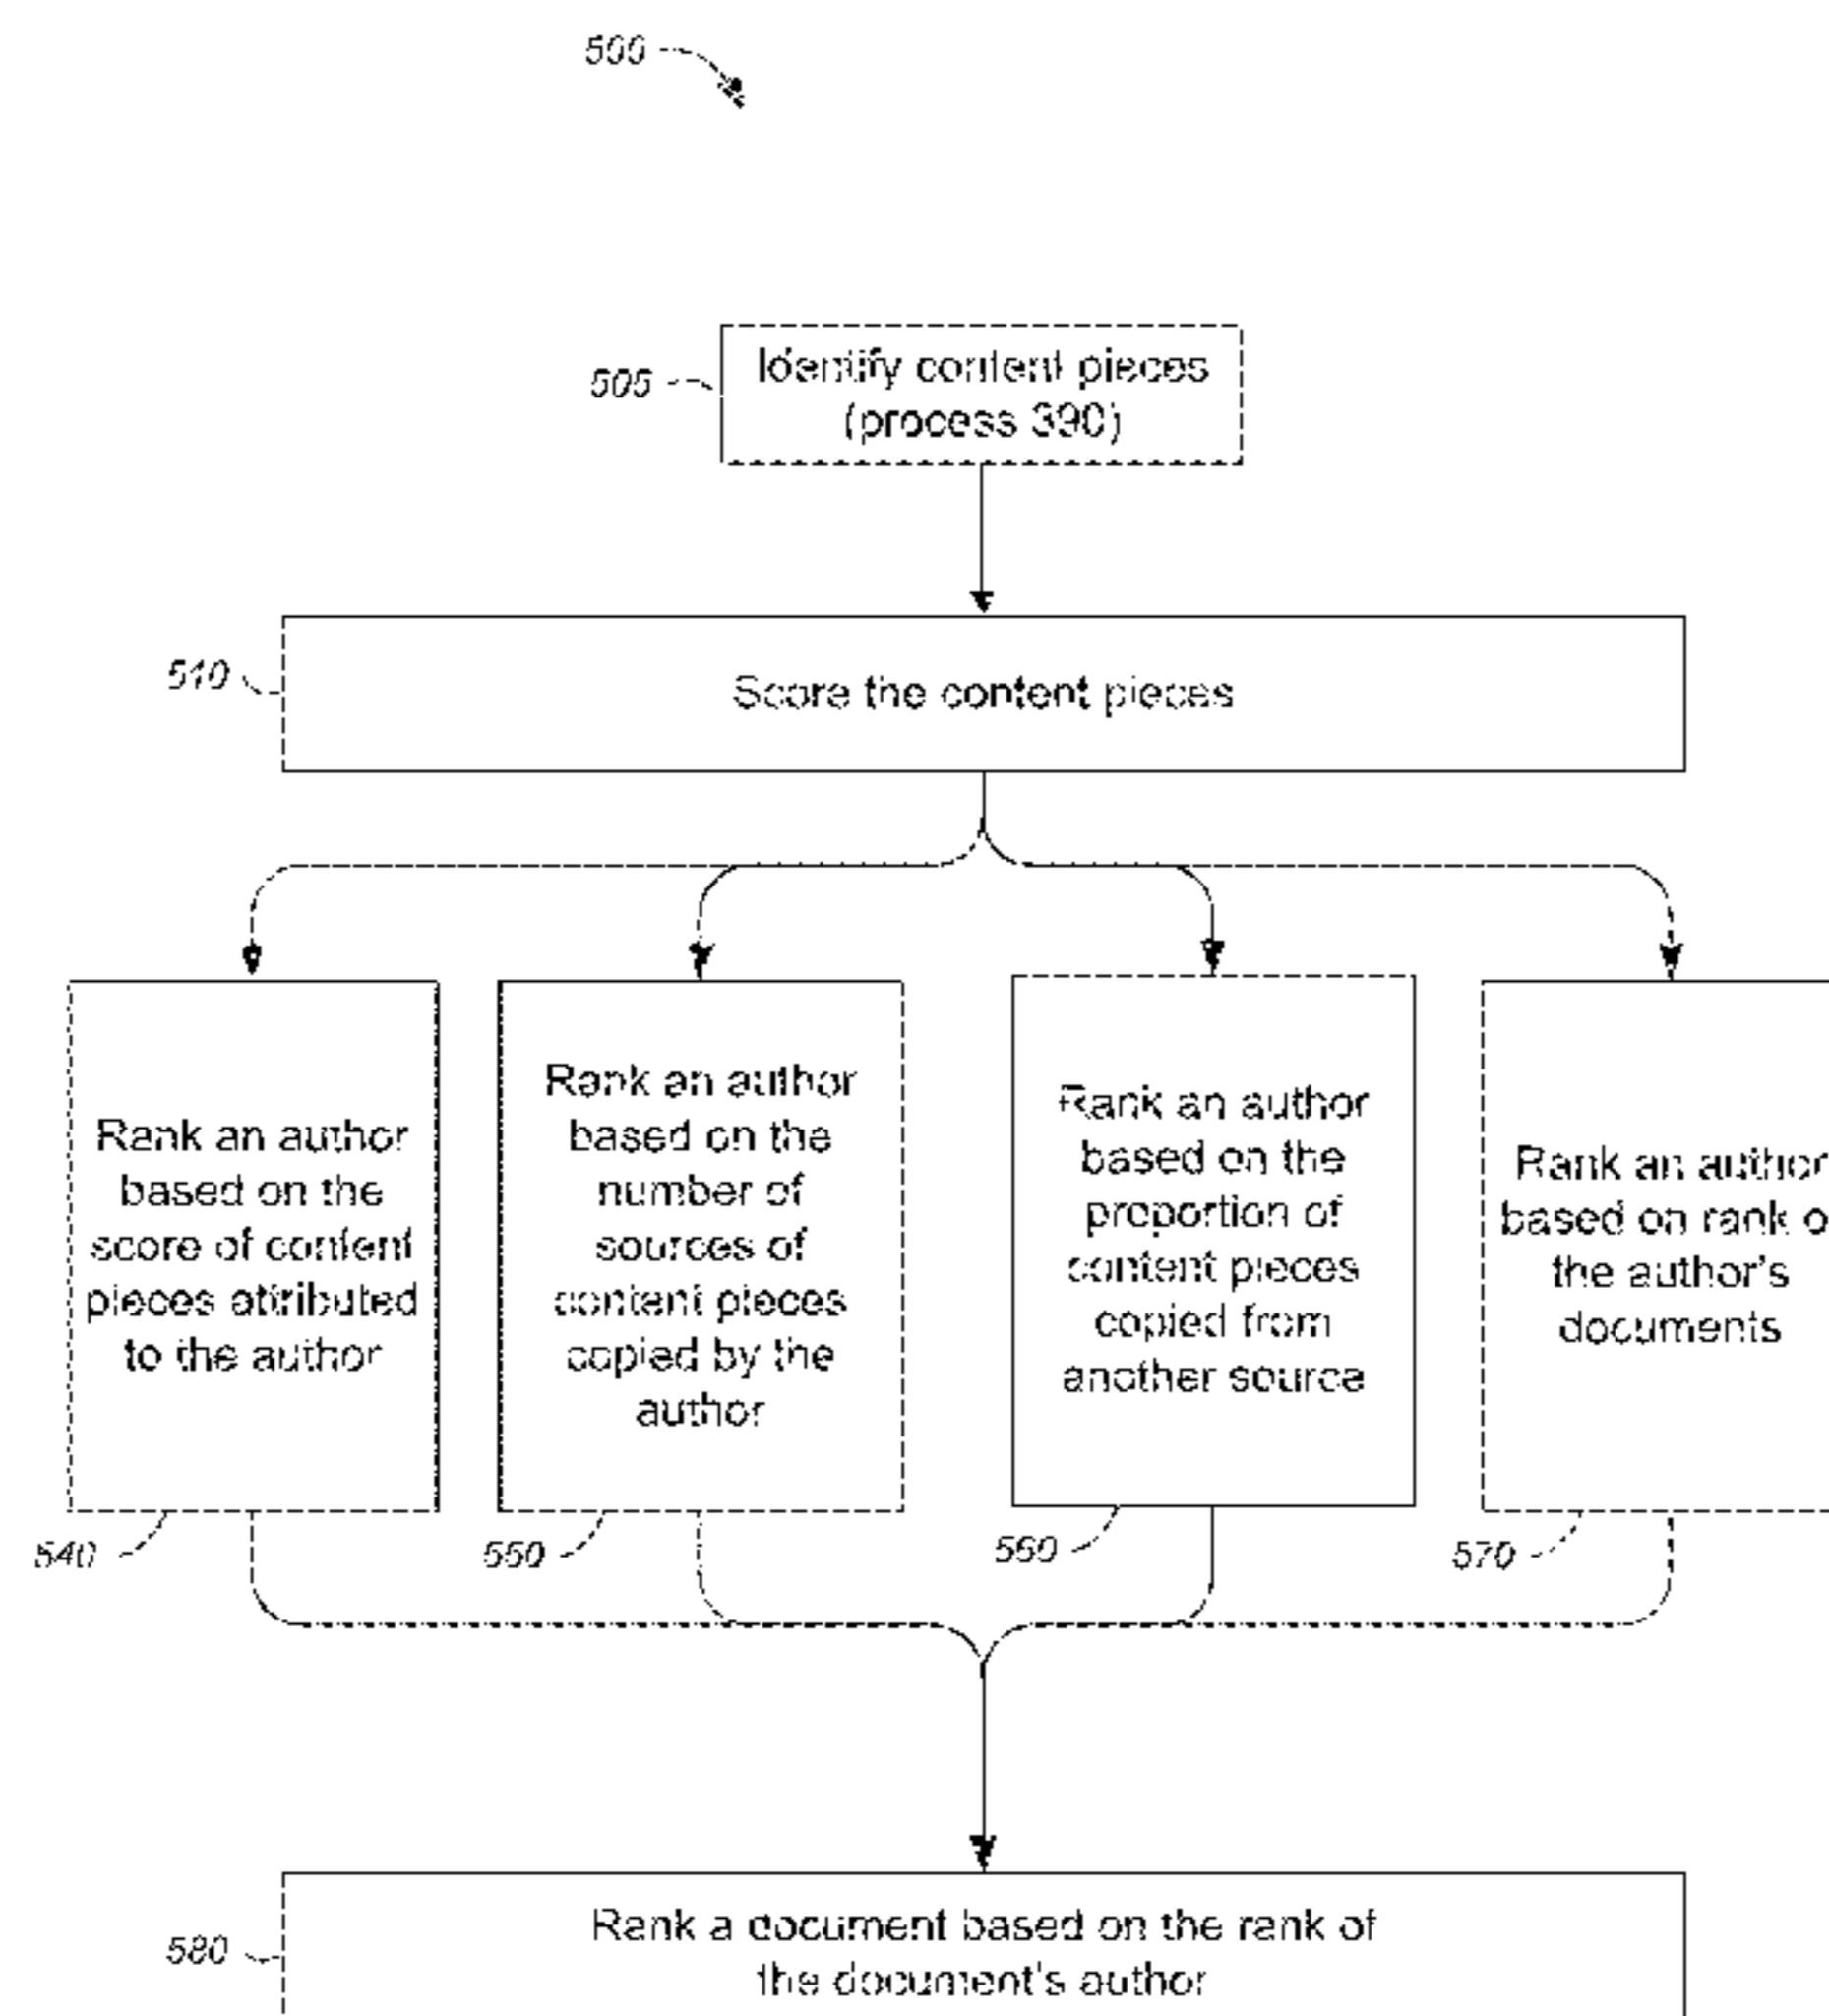 500
505
Identify content pieces
(process 390)
510
Score the content pieces
Rank an author
based on the
score of content
pieces attributed
to the author
540
Rank an author
based on the
number of
sources of
content pieces
copied by the
author
550
Rank an author
based on the
proportion of
content pieces
copied from
another source
560
Rank an author
based on rank o
the author's
documents
570
580
Rank a document based on the rank of
the document's author